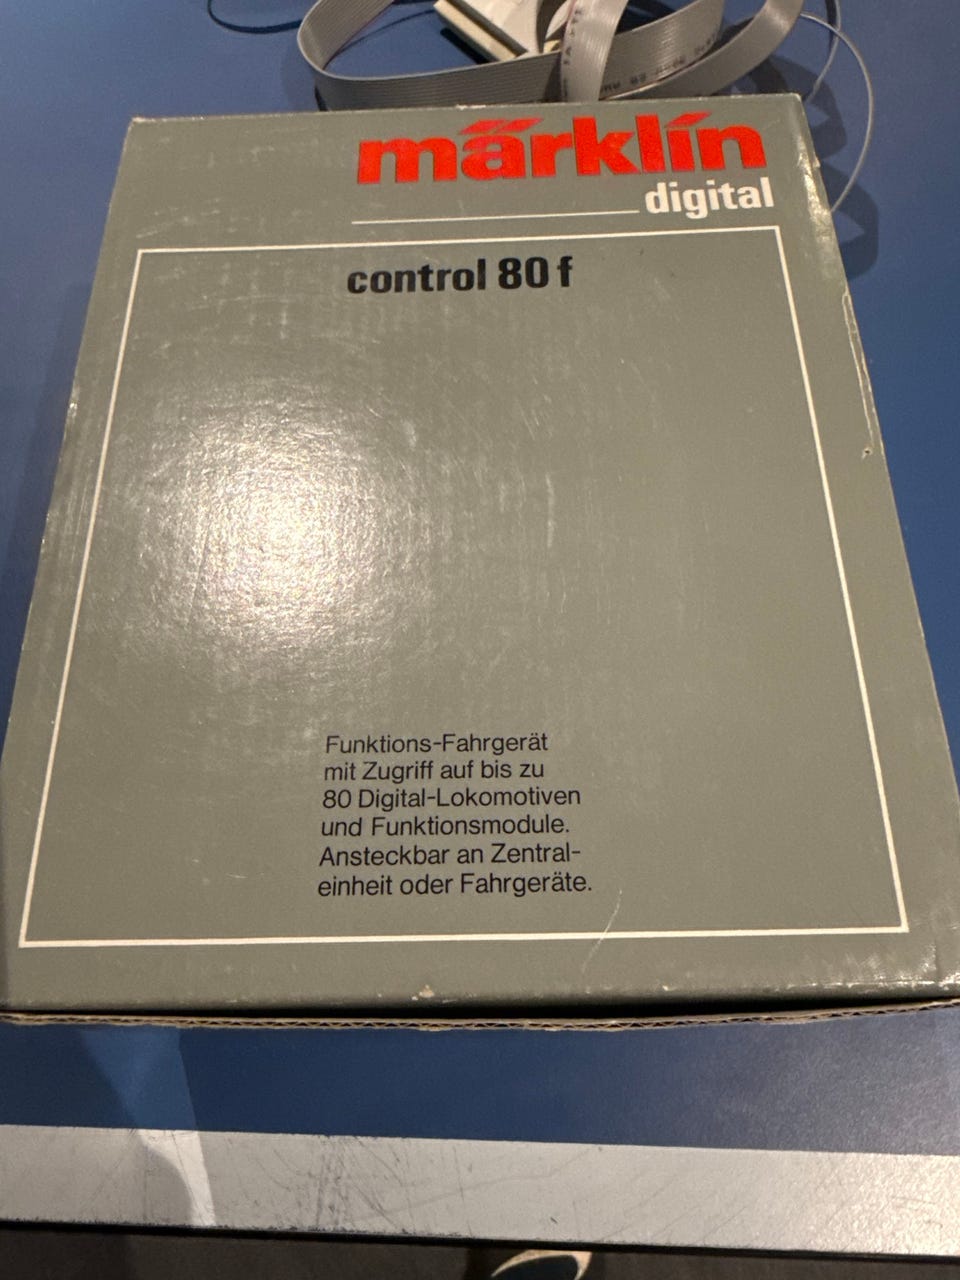 märklin
digital
control 80 f
Funktions-Fahrgerät
mit Zugriff auf bis zu
80 Digital-Lokomotiven
und Funktionsmodule.
Ansteckbar an Zentral-
einheit oder Fahrgeräte.